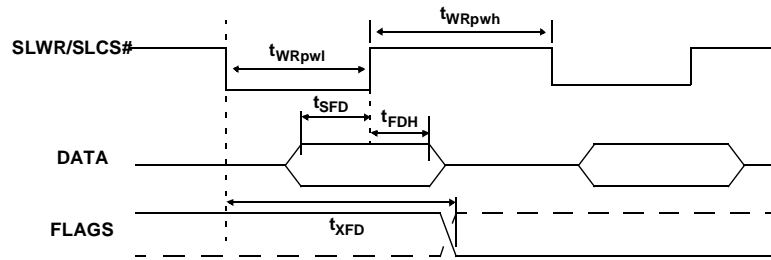 tWRpwh
SLWR/SLCS#
tWRpwl
tSFD
tFDH
DATA
tXFD
FLAGS